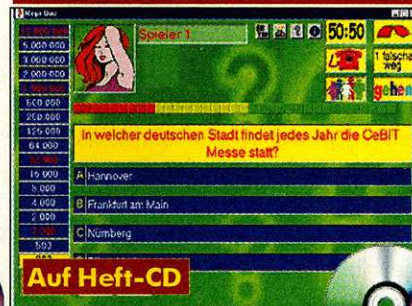 Mega Quiz
Spieler 1
50:50
1 falsche
weg
gehen
5 000 000
3 000 000
2 000 000
500 000
250 000
125 000
64 000
16 000
8.000
4.000
2 000
500
In welcher deutschen Stadt findet jedes Jahr die CeBIT
Messe statt?
A Hannover
B Frankfurt am Main
C Nürnberg
Auf Heft-CD